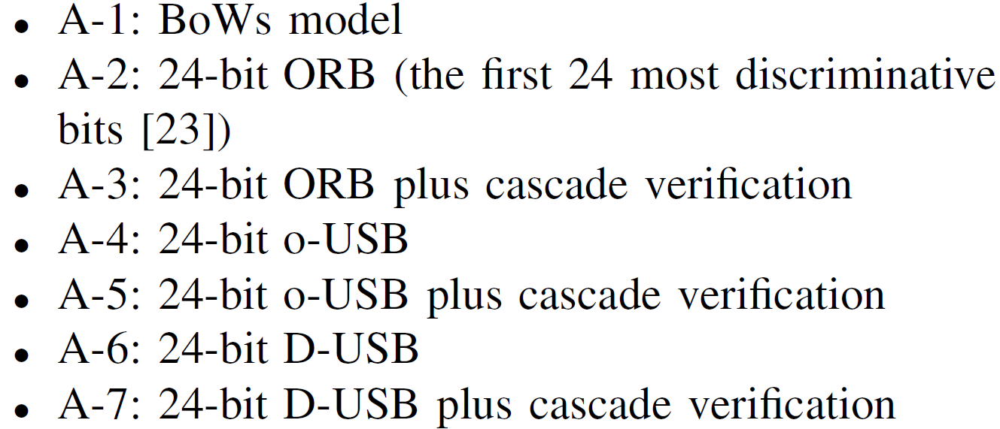 • A-1: BoWs model
• A-2: 24-bit ORB (the first 24 most discriminative
bits [23])
• A-3: 24-bit ORB plus cascade verification
• A-4: 24-bit o-USB
• A-5: 24-bit o-USB plus cascade verification
• A-6: 24-bit D-USB
• A-7: 24-bit D-USB plus cascade verification